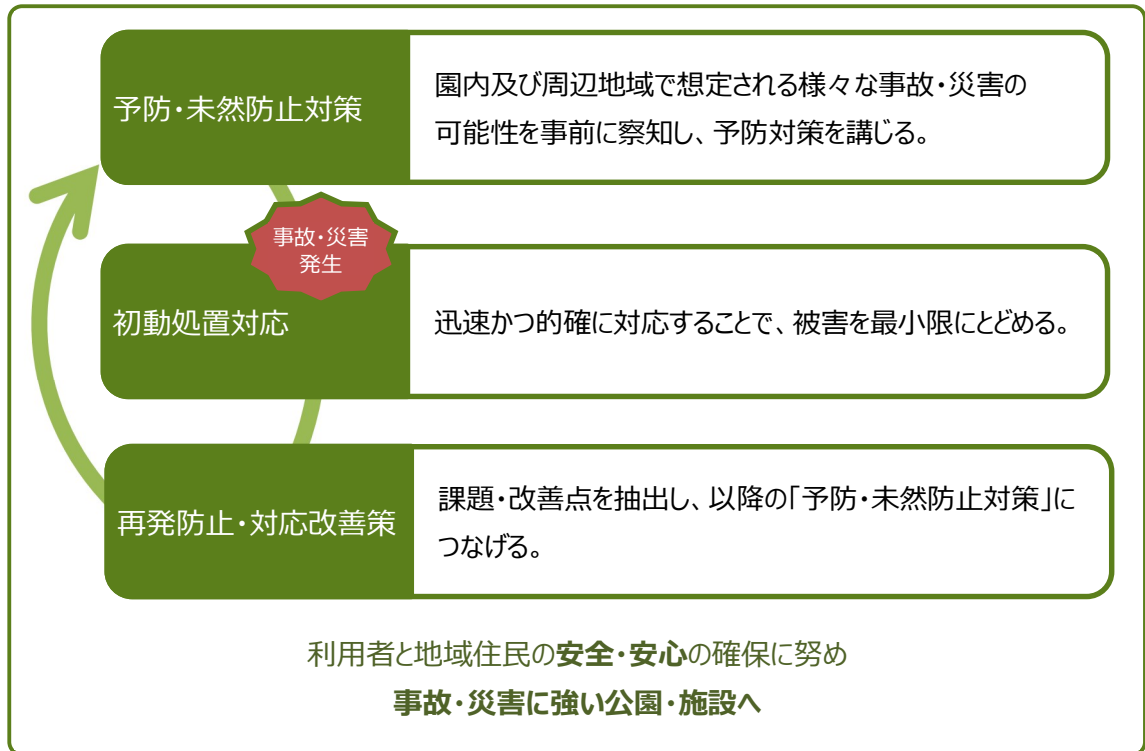 予防・未然防止対策
園内及び周辺地域で想定される様々な事故・災害の
可能性を事前に察知し、予防対策を講じる。
事故・災害
発生
初動処置対応
迅速かつ的確に対応することで、被害を最小限にとどめる。
再発防止・対応改善策
課題・改善点を抽出し、以降の「予防・未然防止対策」に
つなげる。
利用者と地域住民の安全・安心の確保に努め
事故・災害に強い公園・施設へ